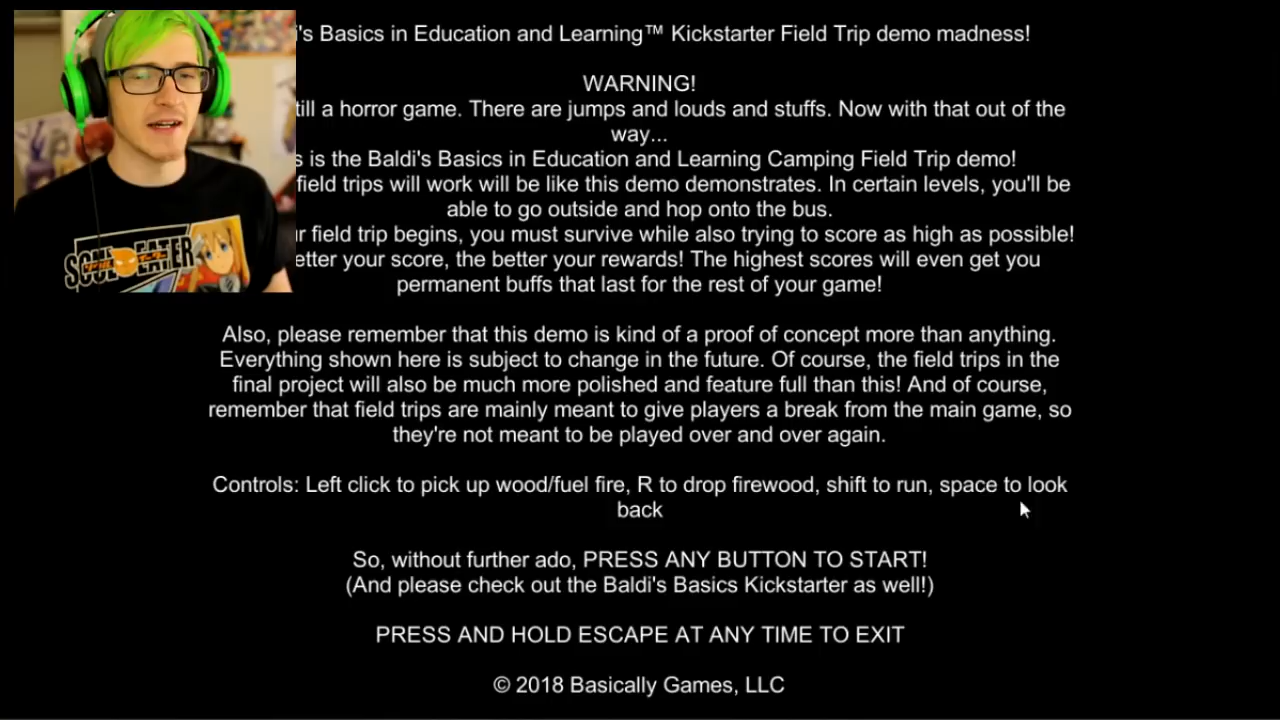 i's Basics in Education and Learning™ Kickstarter Field Trip demo madness!
WARNING!
till a horror game. There are jumps and louds and stuffs. Now with that out of the
way...
s is the Baldi's Basics in Education and Learning Camping Field Trip demo!
field trips will work will be like this demo demonstrates. In certain levels, you'll be
able to go outside and hop onto the bus.
r field trip begins, you must survive while also trying to score as high as possible!
etter your score, the better your rewards! The highest scores will even get you
permanent buffs that last for the rest of your game!
Also, please remember that this demo is kind of a proof of concept more than anything.
Everything shown here is subject to change in the future. Of course, the field trips in the
final project will also be much more polished and feature full than this! And of course,
remember that field trips are mainly meant to give players a break from the main game, so
they're not meant to be played over and over again.
Controls: Left click to pick up wood/fuel fire, R to drop firewood, shift to run, space to look
back
So, without further ado, PRESS ANY BUTTON TO START!
(And please check out the Baldi's Basics Kickstarter as well!)
PRESS AND HOLD ESCAPE AT ANY TIME TO EXIT
© 2018 Basically Games, LLC
SOUL EATER